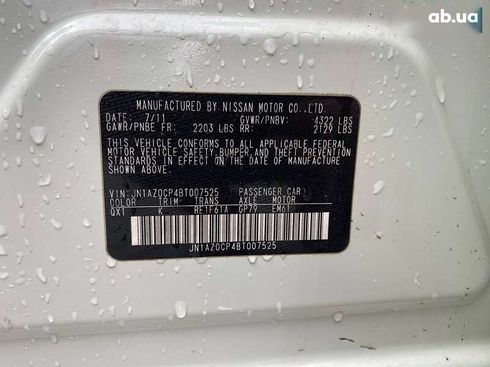 ab.ua
MANUFACTURED BY NISSAN MOTOR CO.,LTD.
DATE: 7/11 GVWR/PNBV: 4322 LBS
GAWR/PNBE FR: 2203 LBS RR: 2129 LBS
THIS VEHICLE CONFORMS TO ALL APPLICABLE FEDERAL
MOTOR VEHICLE SAFETY, BUMPER, AND THEFT PREVENTION
STANDARDS IN EFFECT ON THE DATE OF MANUFACTURE
SHOWN ABOVE.
VIN: JN1AZ0CP4BT007525 PASSENGER CAR
COLOR TRIM TRANS AXLE MOTOR
QX1 K RE1F61A GP79 EM61
JN1AZ0CP4BT007525